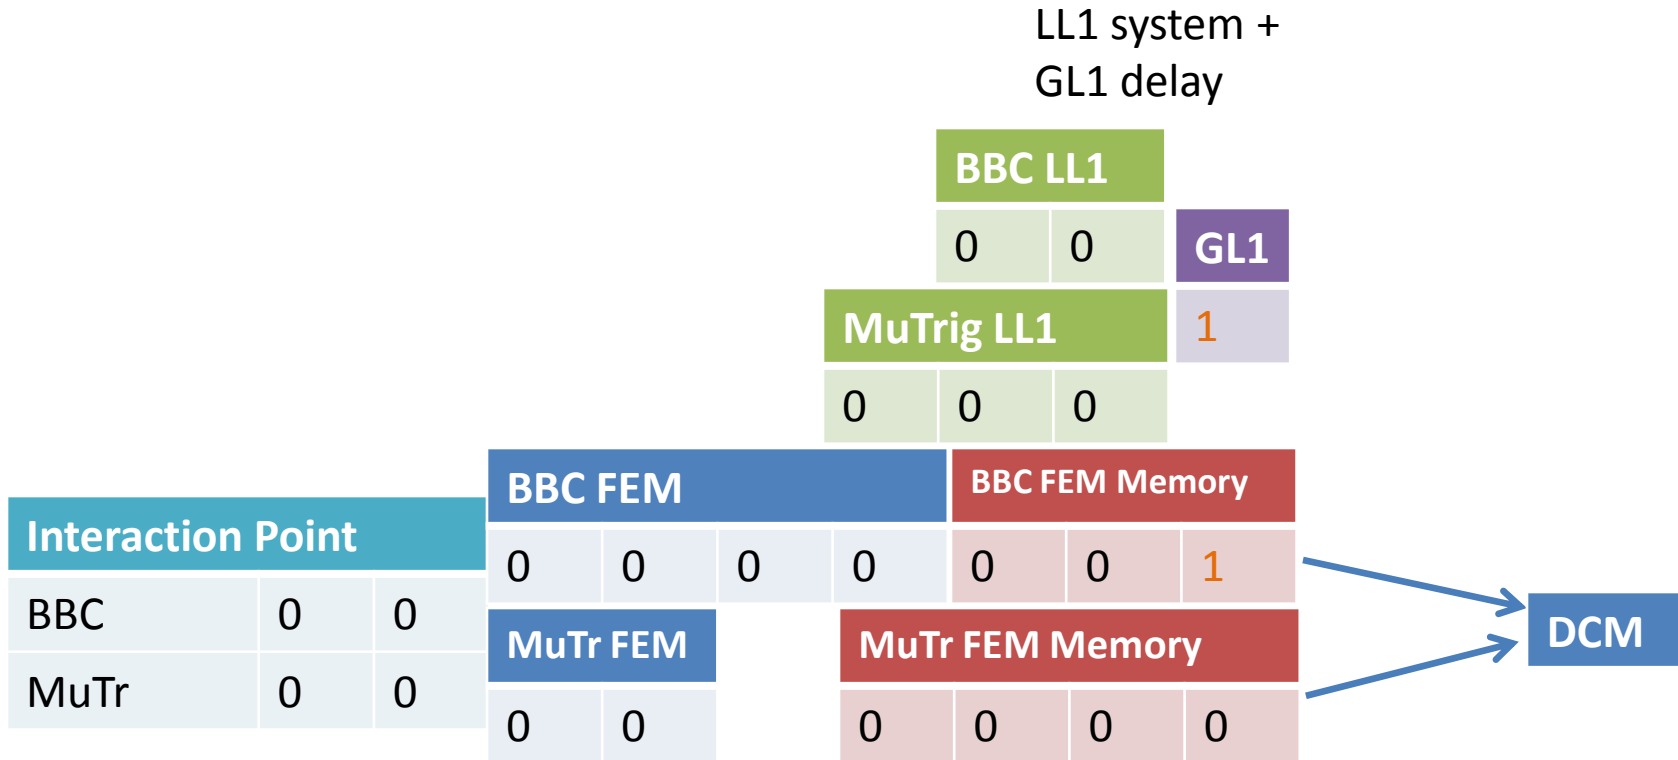 LL1 system +
GL1 delay
BBC LL1
0 0
GL1
1
MuTrig LL1
0 0 0
BBC FEM
0 0 0 0
BBC FEM Memory
0 0 1
Interaction Point
BBC 0 0
MuTr 0 0
MuTr FEM
0 0
MuTr FEM Memory
0 0 0 0
DCM